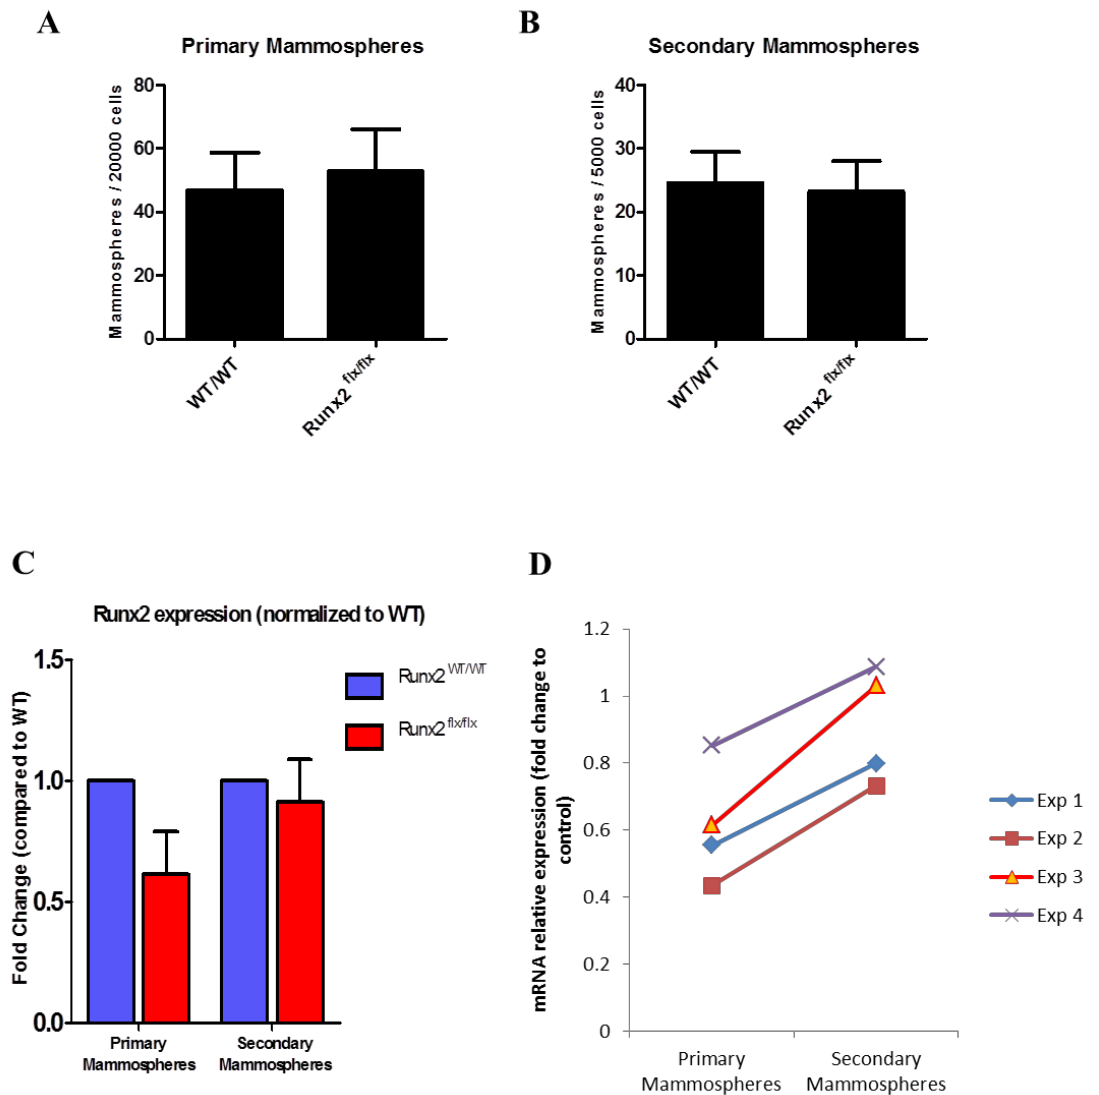 A
Primary Mammospheres
Mammospheres / 20000 cells
80
60
40
20
0
WT/WT
Runx2 flx/flx
B
Secondary Mammospheres
Mammospheres / 5000 cells
40
30
20
10
0
WT/WT
Runx2 flx/flx
C
Runx2 expression (normalized to WT)
Fold Change (compared to WT)
1.5
1.0
0.5
0.0
Primary
Mammospheres
Secondary
Mammospheres
Runx2 WT/WT
Runx2 flx/flx
D
mRNA relative expression (fold change to
control)
1.2
1
0.8
0.6
0.4
0.2
0
Primary
Mammospheres
Secondary
Mammospheres
Exp 1
Exp 2
Exp 3
Exp 4